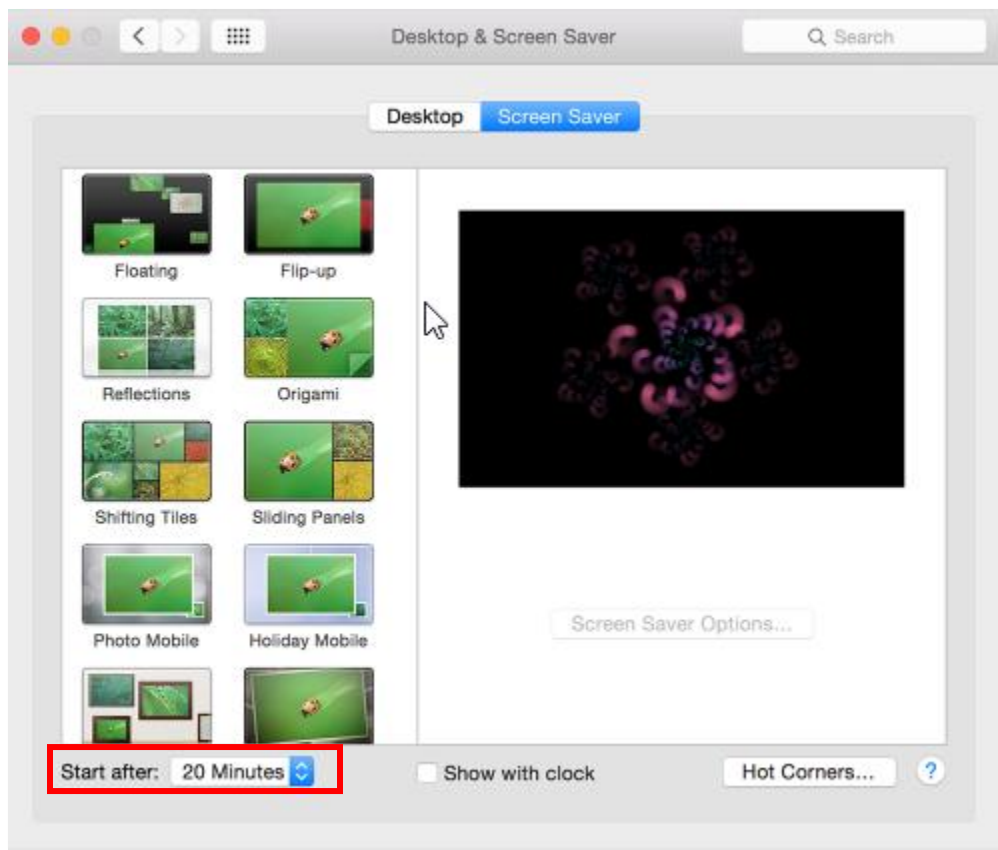 Desktop & Screen Saver
Search
Desktop
Screen Saver
Floating
Flip-up
Reflections
Origami
Shifting Tiles
Sliding Panels
Photo Mobile
Holiday Mobile
Screen Saver Options...
Start after: 20 Minutes
Show with clock
Hot Corners...
?